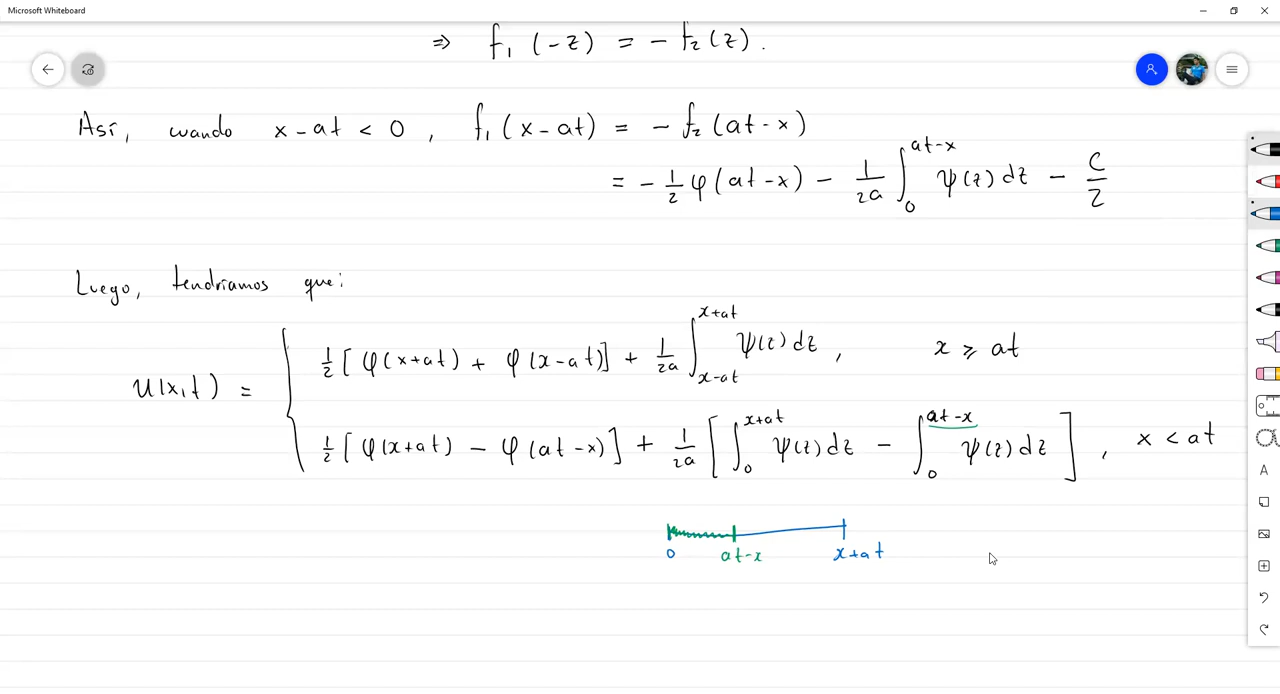 Microsoft Whiteboard
⇒ f₁(-z) = - f₂(z).
Así, cuando x - at < 0, f₁(x-at) = - f₂(at-x)
= - 1/2 φ(at-x) - 1/2a ∫₀^{at-x} ψ(z) dz - C/2
Luego, tendríamos que:
u(x,t) = { 1/2 [φ(x+at) + φ(x-at)] + 1/2a ∫_{x-at}^{x+at} ψ(z) dz, x ≥ at
1/2 [φ(x+at) - φ(at-x)] + 1/2a [ ∫₀^{x+at} ψ(z) dz - ∫₀^{at-x} ψ(z) dz ], x < at
0 at-x x+at
A